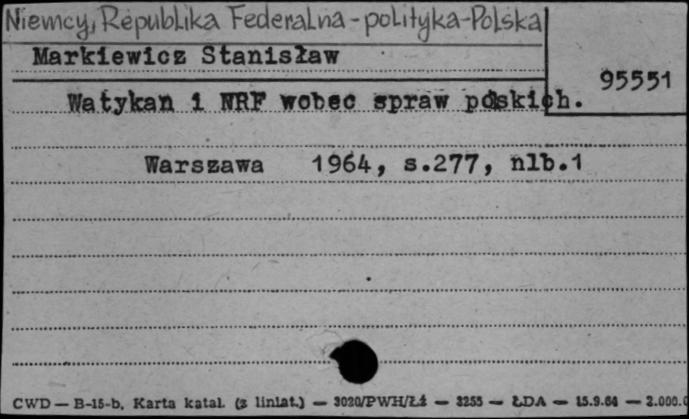 Niemcy, Republika Federalna - polityka - Polska
Markiewicz Stanisław
95551
Watykan i NRF wobec spraw polskich.
Warszawa 1964, s.277, nlb.1
CWD — B-15-b. Karta katal. (z liniat.) — 3020/PWH/Łź — 3255 — ŁDA — 15.9.64 — 2.000.0